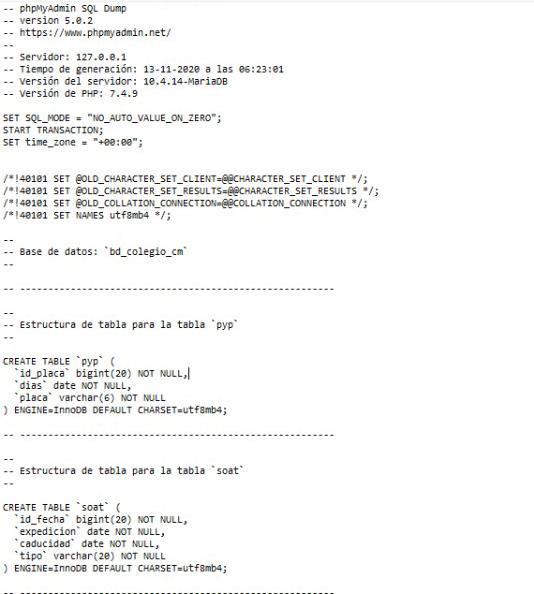 -- phpMyAdmin SQL Dump
-- version 5.0.2
-- https://www.phpmyadmin.net/
--
-- Servidor: 127.0.0.1
-- Tiempo de generación: 13-11-2020 a las 06:23:01
-- Versión del servidor: 10.4.14-MariaDB
-- Versión de PHP: 7.4.9

SET SQL_MODE = "NO_AUTO_VALUE_ON_ZERO";
START TRANSACTION;
SET time_zone = "+00:00";

/*!40101 SET @OLD_CHARACTER_SET_CLIENT=@@CHARACTER_SET_CLIENT */;
/*!40101 SET @OLD_CHARACTER_SET_RESULTS=@@CHARACTER_SET_RESULTS */;
/*!40101 SET @OLD_COLLATION_CONNECTION=@@COLLATION_CONNECTION */;
/*!40101 SET NAMES utf8mb4 */;

--
-- Base de datos: `bd_colegio_cm`
--

-- --------------------------------------------------------

--
-- Estructura de tabla para la tabla `pyp`
--

CREATE TABLE `pyp` (
  `id_placa` bigint(20) NOT NULL,
  `dias` date NOT NULL,
  `placa` varchar(6) NOT NULL
) ENGINE=InnoDB DEFAULT CHARSET=utf8mb4;

-- --------------------------------------------------------

--
-- Estructura de tabla para la tabla `soat`
--

CREATE TABLE `soat` (
  `id_fecha` bigint(20) NOT NULL,
  `expedicion` date NOT NULL,
  `caducidad` date NOT NULL,
  `tipo` varchar(20) NOT NULL
) ENGINE=InnoDB DEFAULT CHARSET=utf8mb4;

-- --------------------------------------------------------